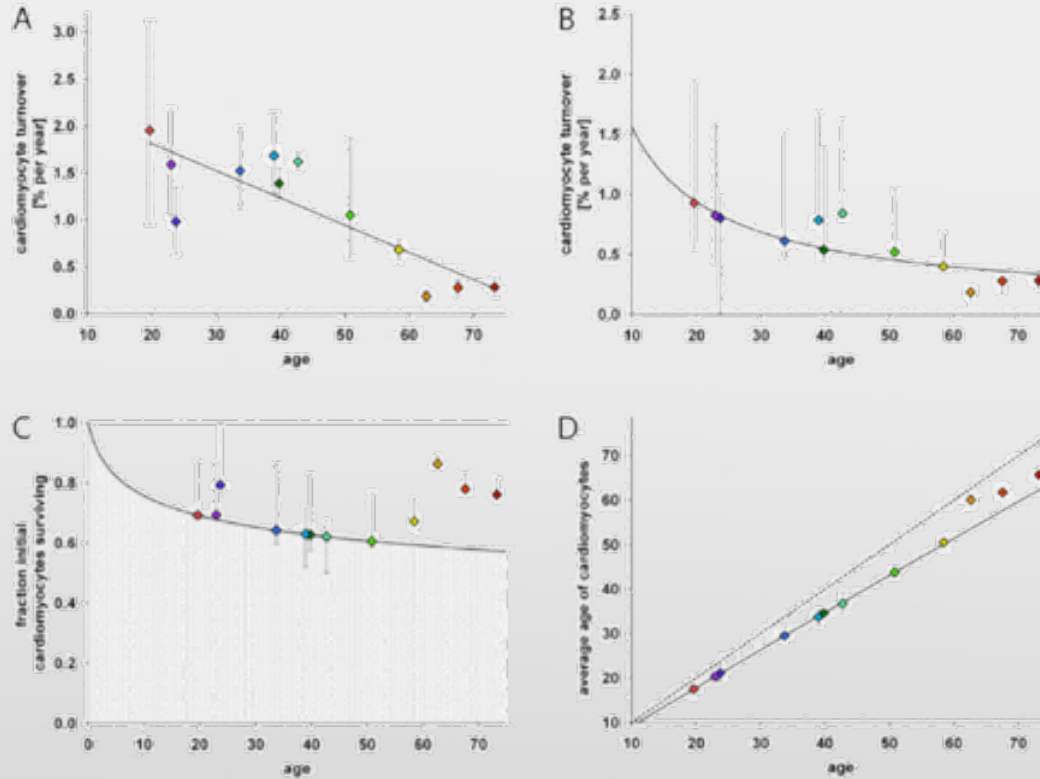 A
cardiomyocyte turnover
[% per year]
3.0
2.5
2.0
1.5
1.0
0.5
0.0
10 20 30 40 50 60 70
age
B
cardiomyocyte turnover
[% per year]
2.5
2.0
1.5
1.0
0.5
0.0
10 20 30 40 50 60 70
age
C
fraction initial
cardiomyocytes surviving
1.0
0.8
0.6
0.4
0.2
0.0
0 10 20 30 40 50 60 70
age
D
average age of cardiomyocytes
70
60
50
40
30
20
10
10 20 30 40 50 60 70
age